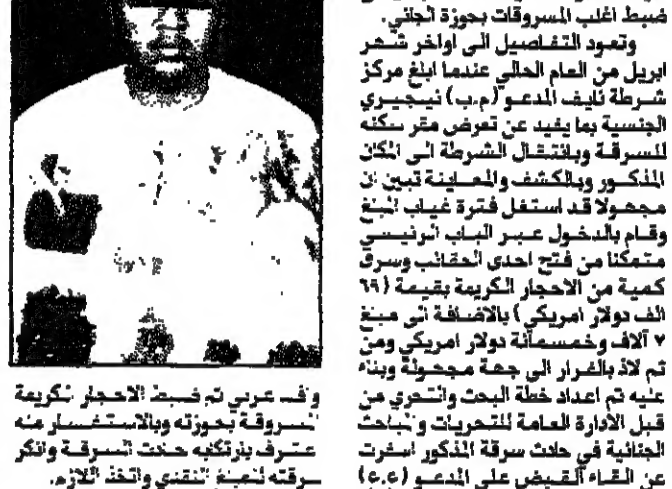 ضبط أغلب المسروقات بحوزة الجاني.
وتعود التفاصيل الى اواخر شهر
ابريل من العام الحالي عندما ابلغ مركز
شرطة نايف المدعو (م.ب) نيجيري
الجنسية بما يفيد عن تعرض مقر سكنه
للسرقة وبانتقال الشرطة الى المكان
المذكور وبالكشف والمعاينة تبين ان
مجهولا قد استغل فترة غياب المبلغ
وقام بالدخول عبر الباب الرئيسي
متمكنا من فتح احدى الحقائب وسرق
كمية من الاحجار الكريمة بقيمة (٦٩
الف دولار امريكي) بالاضافة الى مبلغ
٧ آلاف وخمسمائة دولار امريكي ومن
ثم لاذ بالفرار الى جهة مجهولة وبناء
عليه تم اعداد خطة البحث والتحري من
قبل الادارة العامة للتحريات والمباحث
الجنائية في حادث سرقة المذكور اسفرت
عن القاء القبض على المدعو (ع.ع)
عربي تم ضبط الاحجار الكريمة
المسروقة بحوزته وبالاستفسار منه
اعترف بارتكابه حادث السرقة وانكر
سرقته للمبلغ النقدي واتخذ اللازم.